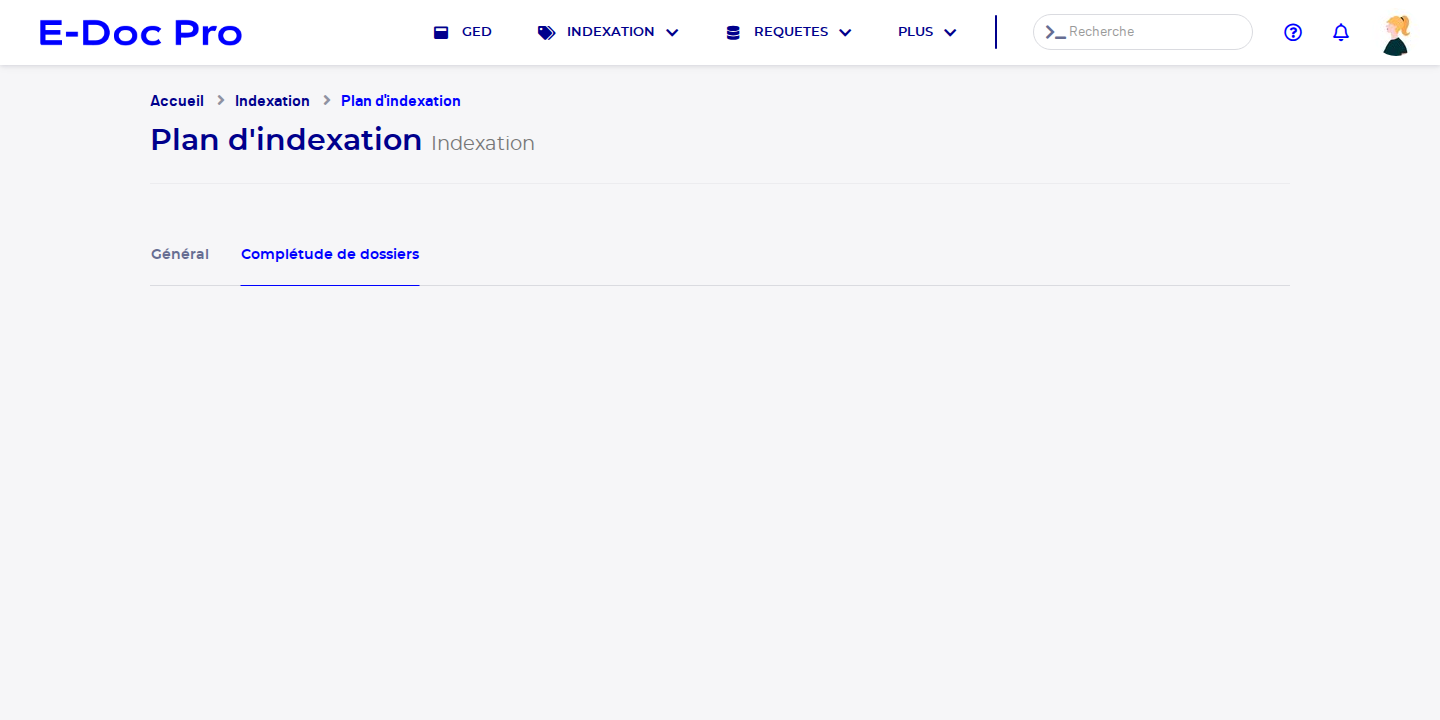 E-Doc Pro GED INDEXATION REQUETES PLUS Recherche
Accueil Indexation Plan d'indexation
Plan d'indexation Indexation
Général Complétude de dossiers